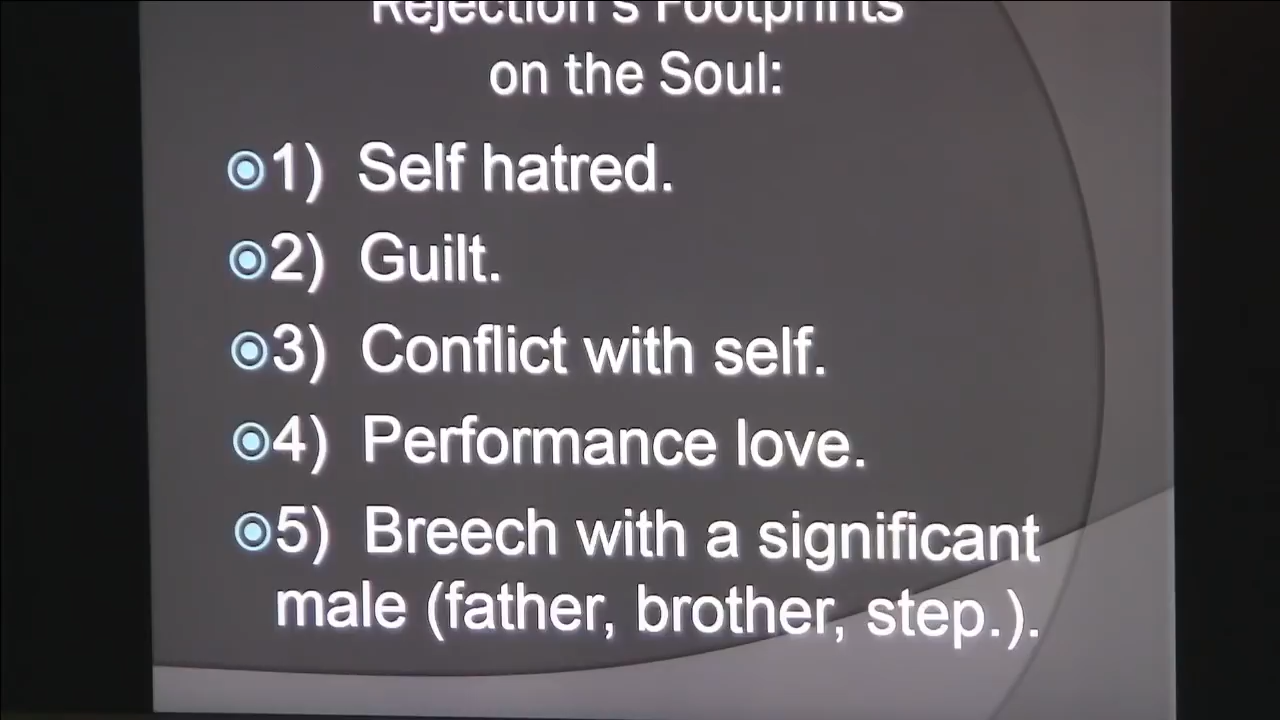 Rejection's Footprints
on the Soul:
1) Self hatred.
2) Guilt.
3) Conflict with self.
4) Performance love.
5) Breech with a significant
male (father, brother, step.).